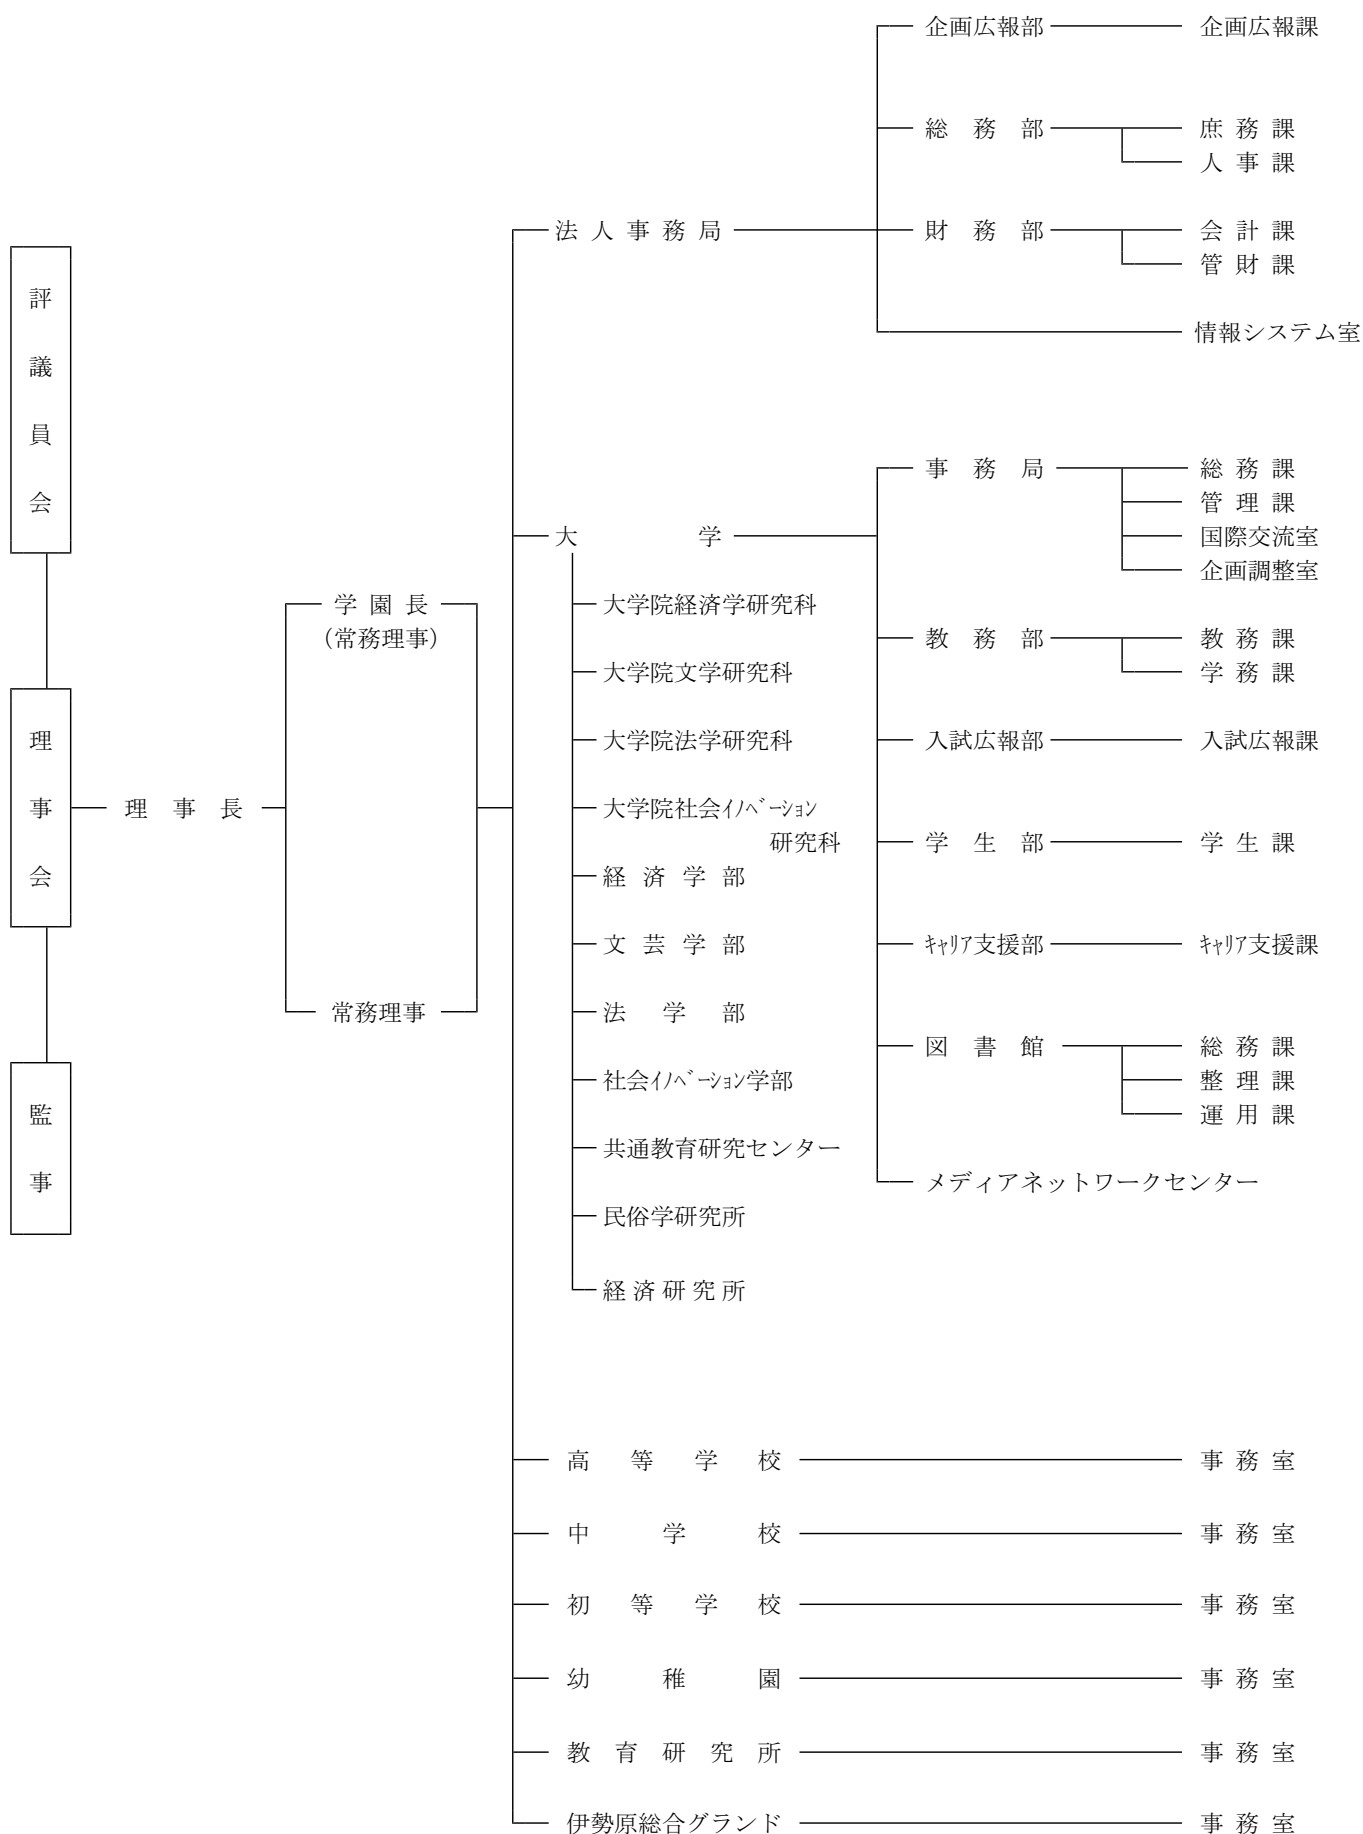 企画広報部 企画広報課
総務部 庶務課
人事課
法人事務局 財務部 会計課
管財課
情報システム室
評議員会
事務局 総務課
管理課
大学 国際交流室
企画調整室
学園長 大学院経済学研究科
(常務理事) 教務部 教務課
大学院文学研究科 学務課
大学院法学研究科 入試広報部 入試広報課
理事会 理事長 大学院社会ｲﾉﾍﾞｰｼｮﾝ
研究科 学生部 学生課
経済学部
文芸学部 ｷｬﾘｱ支援部 ｷｬﾘｱ支援課
常務理事 法学部
図書館 総務課
社会ｲﾉﾍﾞｰｼｮﾝ学部 整理課
運用課
監事
共通教育研究センター
メディアネットワークセンター
民俗学研究所
経済研究所
高等学校 事務室
中学校 事務室
初等学校 事務室
幼稚園 事務室
教育研究所 事務室
伊勢原総合グランド 事務室